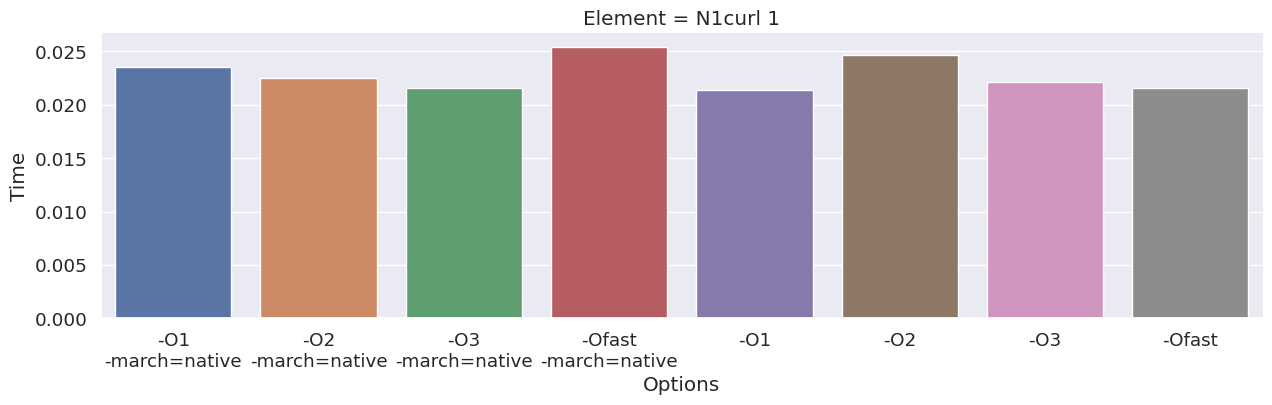 Element = N1curl 1
Time
0.025
0.020
0.015
0.010
0.005
0.000
-O1 -O2 -O3 -Ofast -O1 -O2 -O3 -Ofast
-march=native -march=native -march=native -march=native
Options